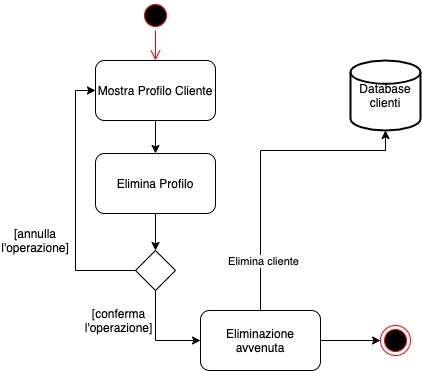 Mostra Profilo Cliente
Database
clienti
Elimina Profilo
[annulla
l'operazione]
Elimina cliente
[conferma
l'operazione]
Eliminazione
avvenuta